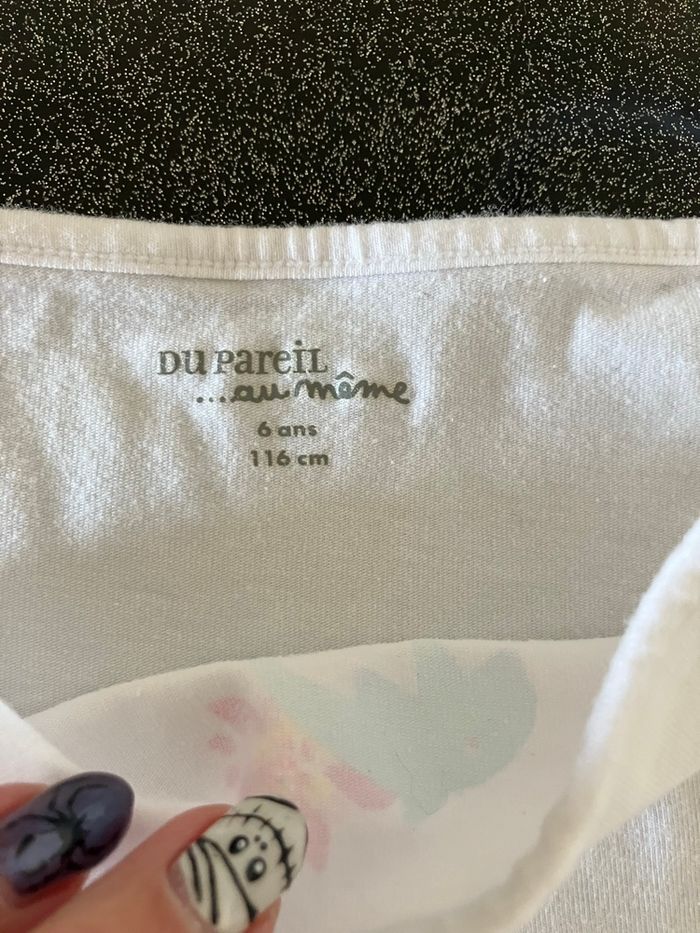 DU PAREIL
...au même
6 ans
116 cm